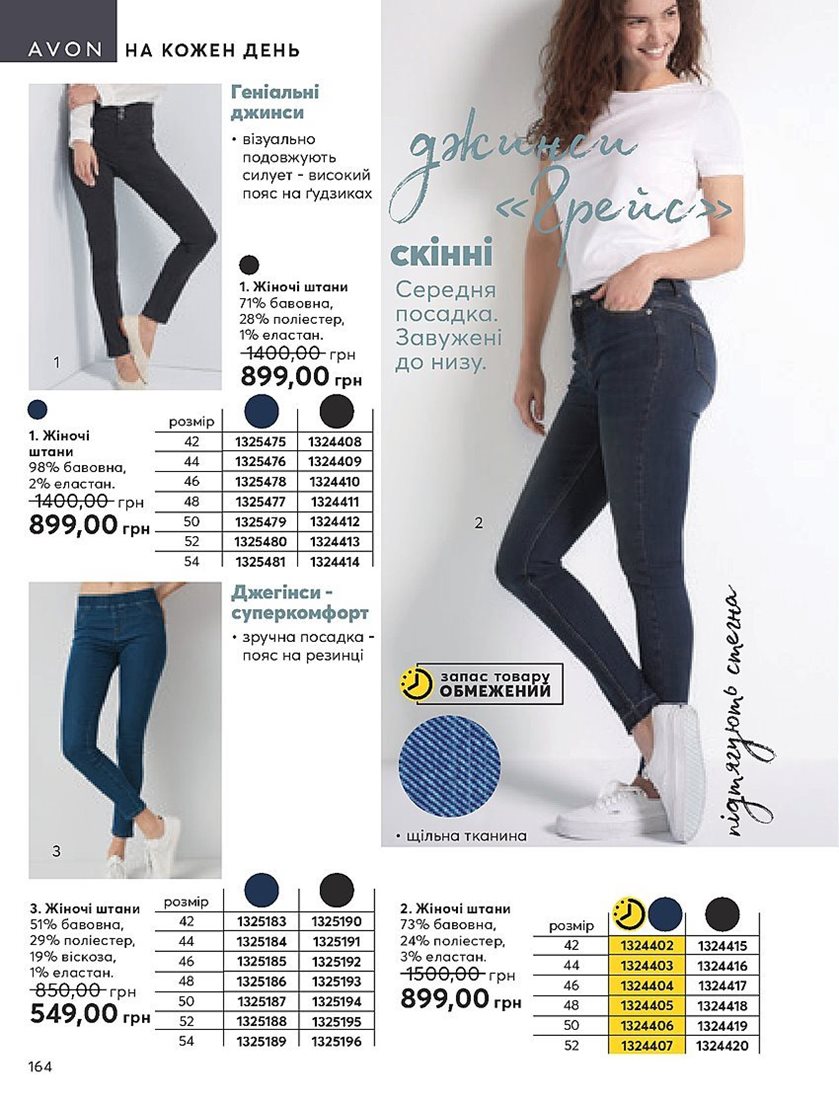 AVON НА КОЖЕН ДЕНЬ
Геніальні
джинси
• візуально
подовжують
силует - високий
пояс на ґудзиках
1. Жіночі штани
71% бавовна,
28% поліестер,
1% еластан.
1400,00 грн
899,00 грн
1
1. Жіночі
штани
98% бавовна,
2% еластан.
1400,00 грн
899,00 грн
розмір
42 1325475 1324408
44 1325476 1324409
46 1325478 1324410
48 1325477 1324411
50 1325479 1324412
52 1325480 1324413
54 1325481 1324414
джинси
«Грейс»
скінні
Середня
посадка.
Завужені
до низу.
2
підтягують стегна
запас товару
ОБМЕЖЕНИЙ
• щільна тканина
Джегінси -
суперкомфорт
• зручна посадка -
пояс на резинці
3
3. Жіночі штани
51% бавовна,
29% поліестер,
19% віскоза,
1% еластан.
850,00 грн
549,00 грн
розмір
42 1325183 1325190
44 1325184 1325191
46 1325185 1325192
48 1325186 1325193
50 1325187 1325194
52 1325188 1325195
54 1325189 1325196
2. Жіночі штани
73% бавовна,
24% поліестер,
3% еластан.
1500,00 грн
899,00 грн
розмір
42 1324402 1324415
44 1324403 1324416
46 1324404 1324417
48 1324405 1324418
50 1324406 1324419
52 1324407 1324420
164